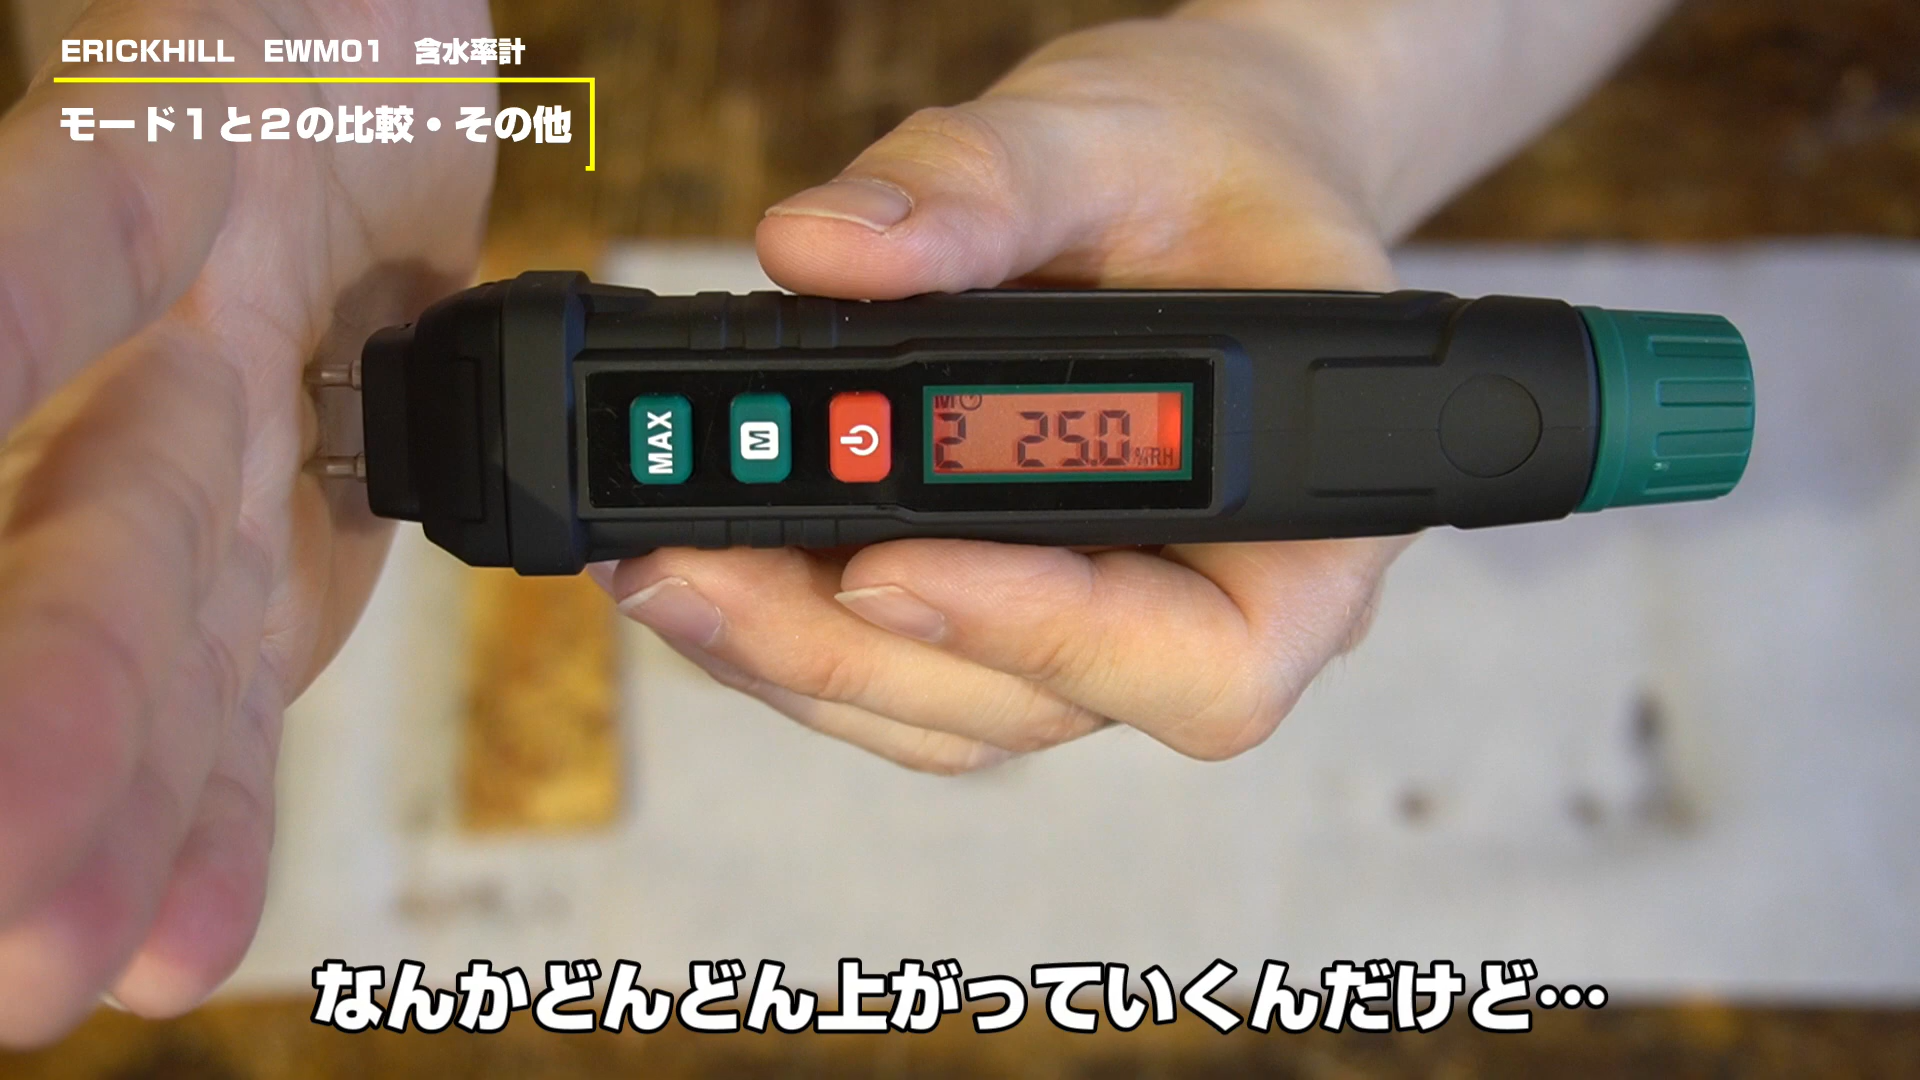 ERICKHILL　EWM01　含水率計
モード１と２の比較・その他
MAX
M
M
2 25.0 %RH
なんかどんどん上がっていくんだけど…